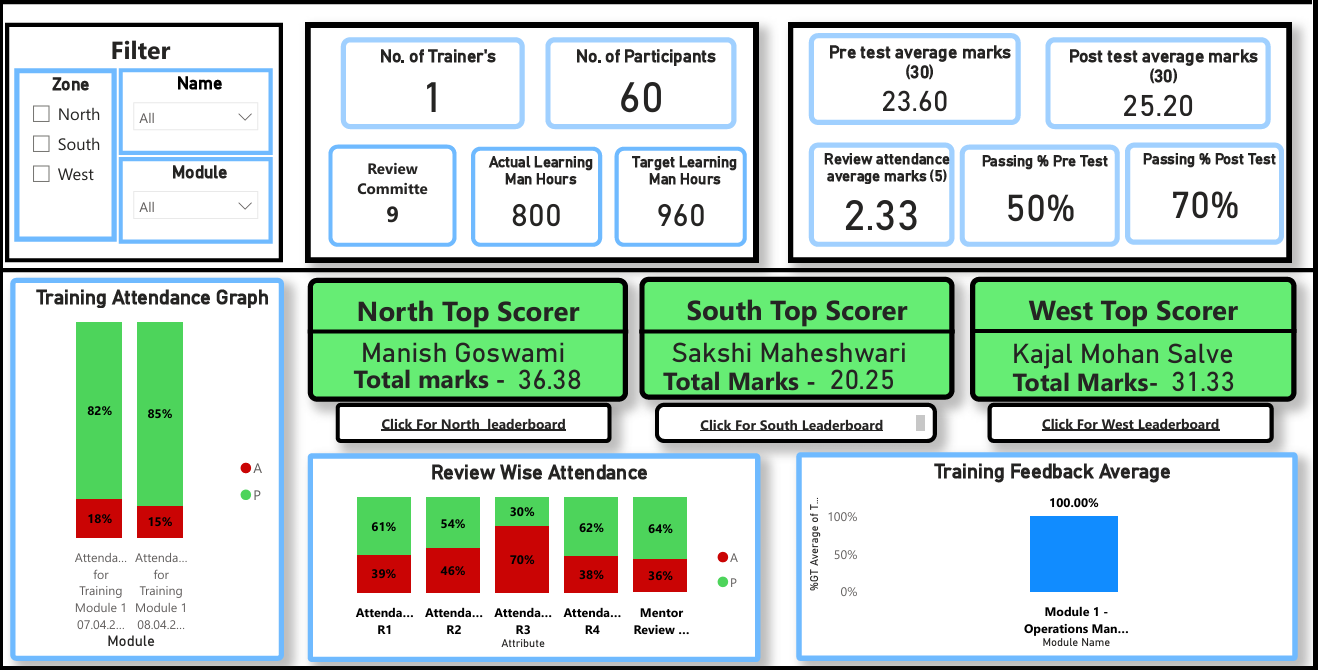 Filter
Zone
North
South
West
Name
All
Module
All
No. of Trainer's
1
No. of Participants
60
Review
Committe
9
Actual Learning
Man Hours
800
Target Learning
Man Hours
960
Pre test average marks
(30)
23.60
Post test average marks
(30)
25.20
Review attendance
average marks (5)
2.33
Passing % Pre Test
50%
Passing % Post Test
70%
Training Attendance Graph
82%
85%
18%
15%
A
P
Attenda...
for
Training
Module 1
07.04.2...
Attenda...
for
Training
Module 1
08.04.2...
Module
North Top Scorer
Manish Goswami
Total marks - 36.38
Click For North leaderboard
South Top Scorer
Sakshi Maheshwari
Total Marks - 20.25
Click For South Leaderboard
West Top Scorer
Kajal Mohan Salve
Total Marks- 31.33
Click For West Leaderboard
Review Wise Attendance
61%
54%
30%
62%
64%
39%
46%
70%
38%
36%
A
P
Attenda...
R1
Attenda...
R2
Attenda...
R3
Attenda...
R4
Mentor
Review ...
Attribute
Training Feedback Average
%GT Average of T...
100%
50%
0%
100.00%
Module 1 -
Operations Man...
Module Name